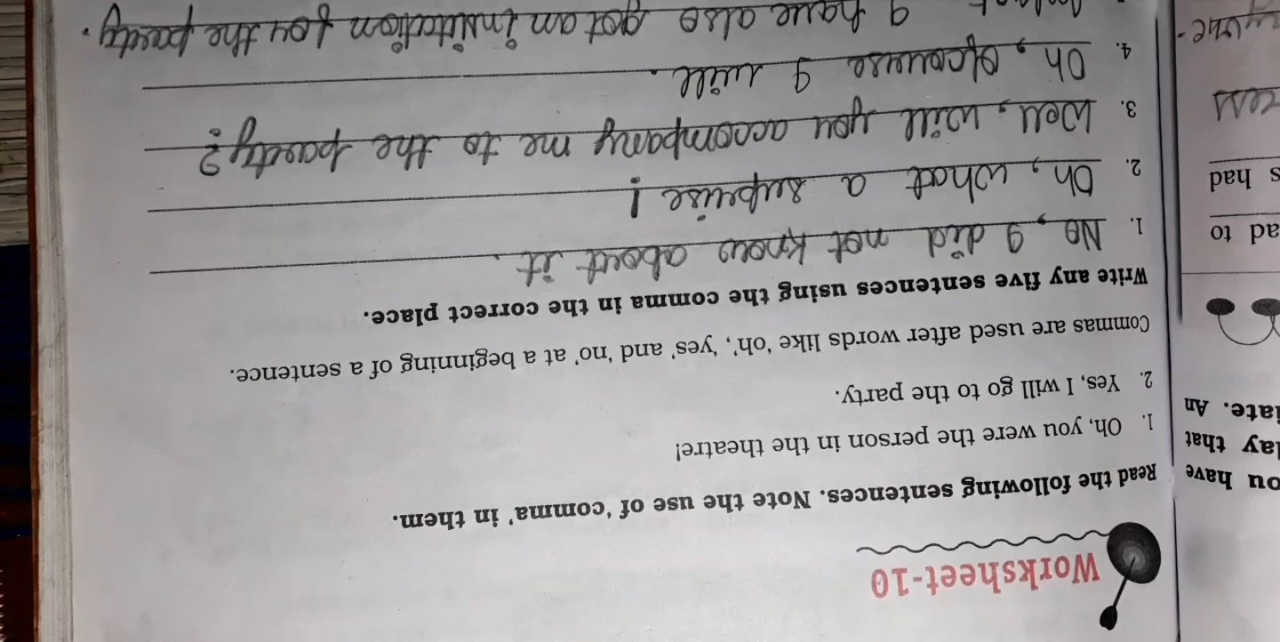 Worksheet-10
Read the following sentences. Note the use of 'comma' in them.
1. Oh, you were the person in the theatre!
2. Yes, I will go to the party.
Commas are used after words like 'oh', 'yes' and 'no' at a beginning of a sentence.
Write any five sentences using the comma in the correct place.
1. No, I did not know about it.
2. Oh, what a suprise!
3. Well, will you accompany me to the party?
4. Oh, ofcourse I will.
I have also got am invitation for the party.
ou have
lay that
late. An
ad to
s had
cess